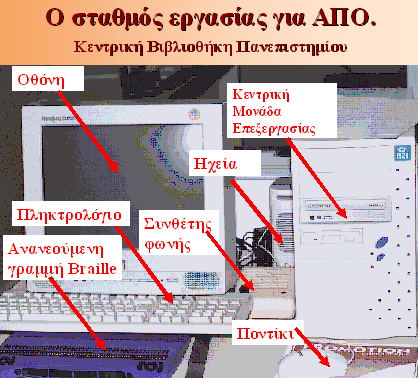 Ο σταθμός εργασίας για ΑΠΟ.
Κεντρική Βιβλιοθήκη Πανεπιστημίου
Οθόνη
Κεντρική
Μονάδα
Επεξεργασίας
Ηχεία
Πληκτρολόγιο
Συνθέτης
φωνής
Ανανεούμενη
γραμμή Braille
Ποντίκι